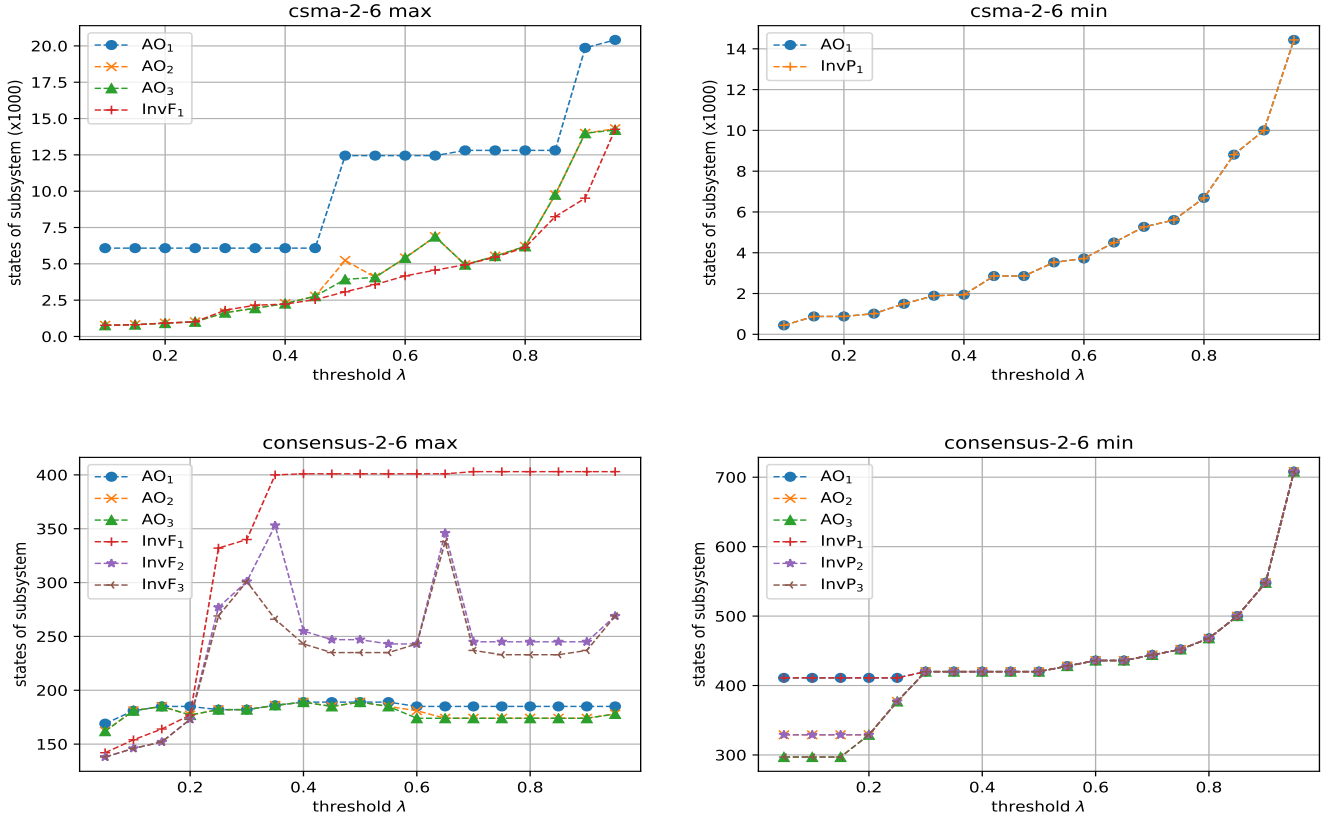 csma-2-6 max
states of subsystem (x1000)
20.0
17.5
15.0
12.5
10.0
7.5
5.0
2.5
0.0
AO₁
AO₂
AO₃
InvF₁
0.2 0.4 0.6 0.8
threshold λ
csma-2-6 min
states of subsystem (x1000)
14
12
10
8
6
4
2
0
AO₁
InvP₁
0.2 0.4 0.6 0.8
threshold λ
consensus-2-6 max
states of subsystem
400
350
300
250
200
150
AO₁
AO₂
AO₃
InvF₁
InvF₂
InvF₃
0.2 0.4 0.6 0.8
threshold λ
consensus-2-6 min
states of subsystem
700
600
500
400
300
AO₁
AO₂
AO₃
InvP₁
InvP₂
InvP₃
0.2 0.4 0.6 0.8
threshold λ